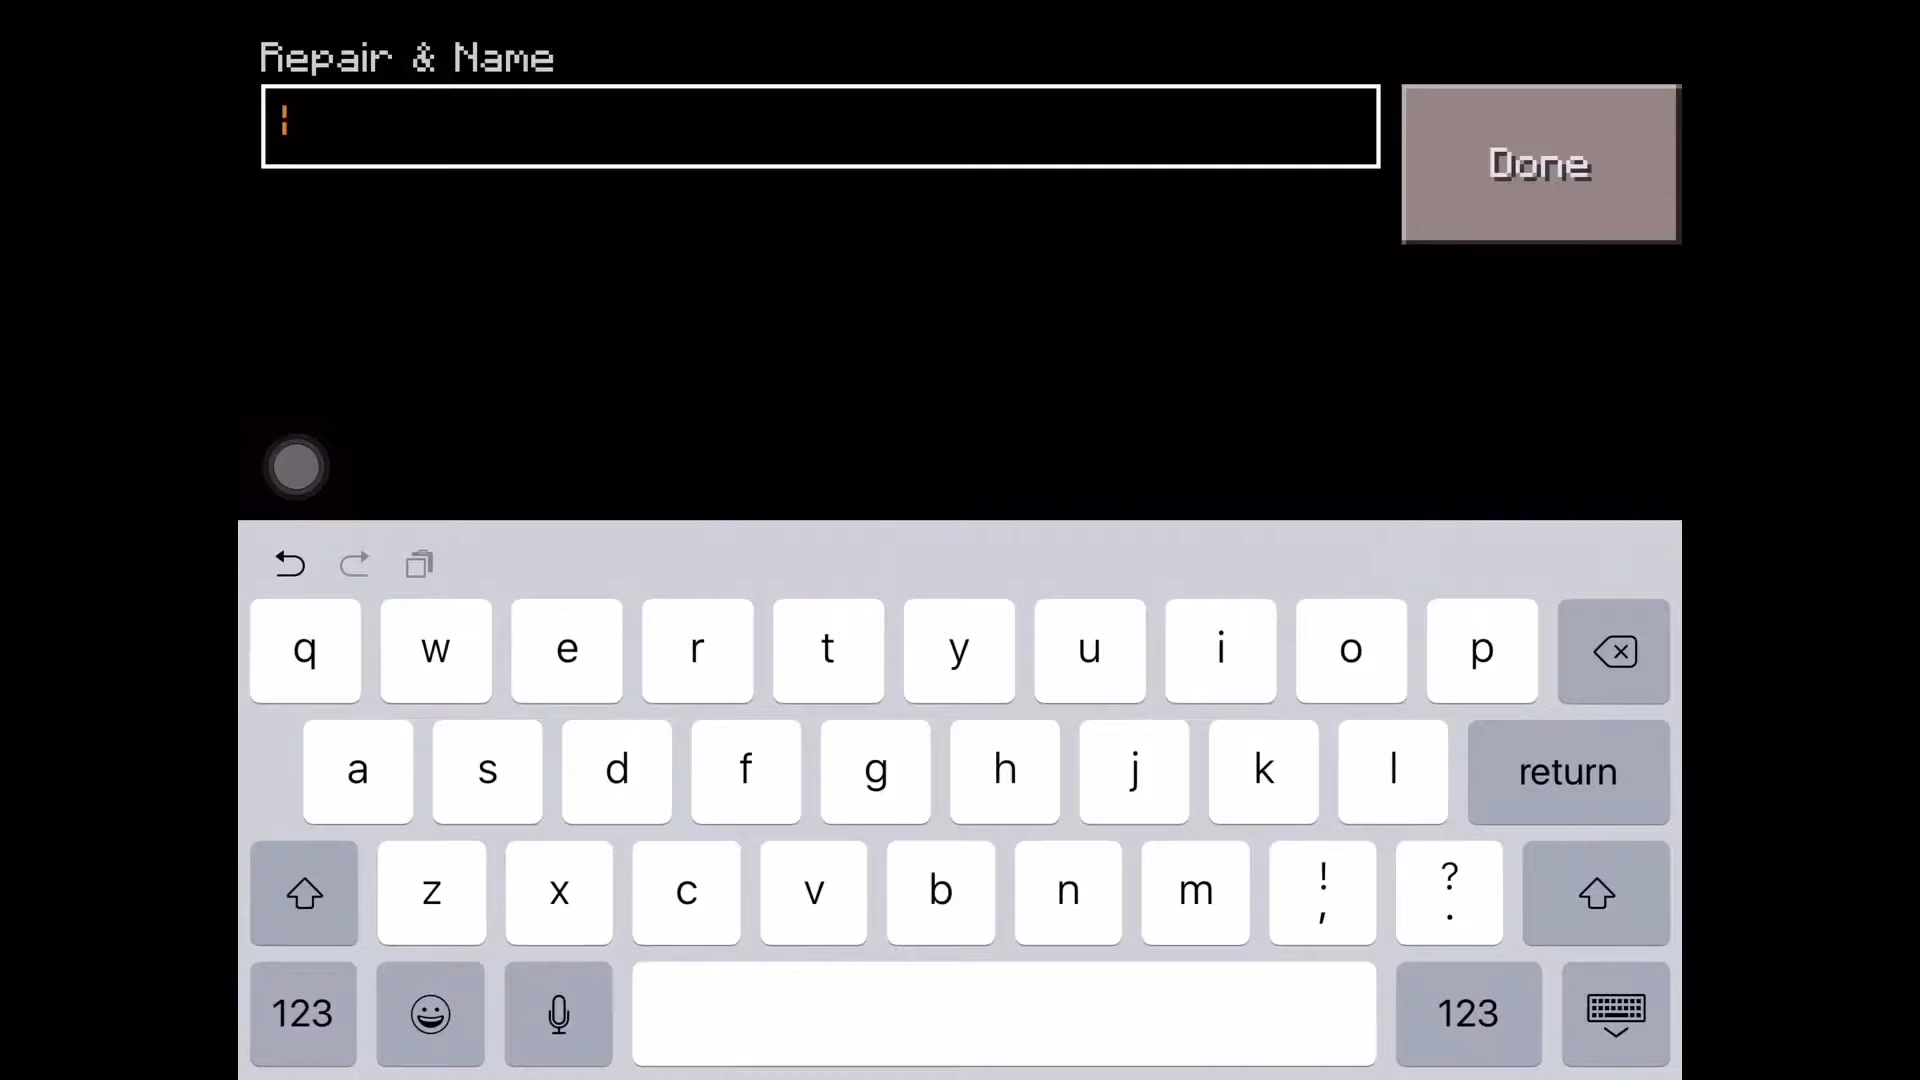 Repair & Name
Done
q w e r t y u i o p
a s d f g h j k l return
z x c v b n m ! , ? .
123 123